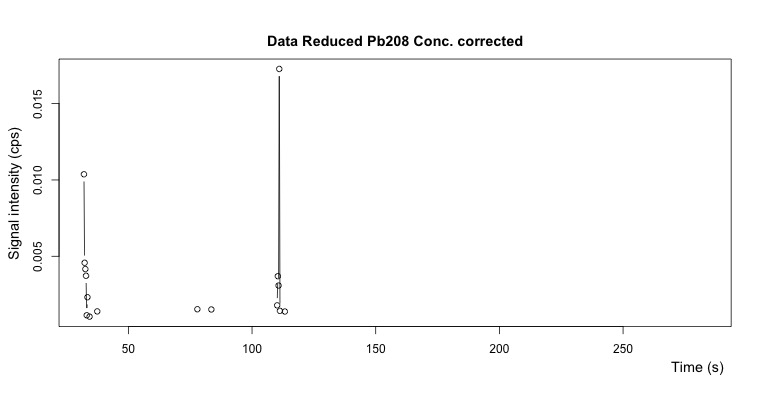 Data Reduced Pb208 Conc. corrected
Signal intensity (cps)
0.015
0.010
0.005
50 100 150 200 250
Time (s)